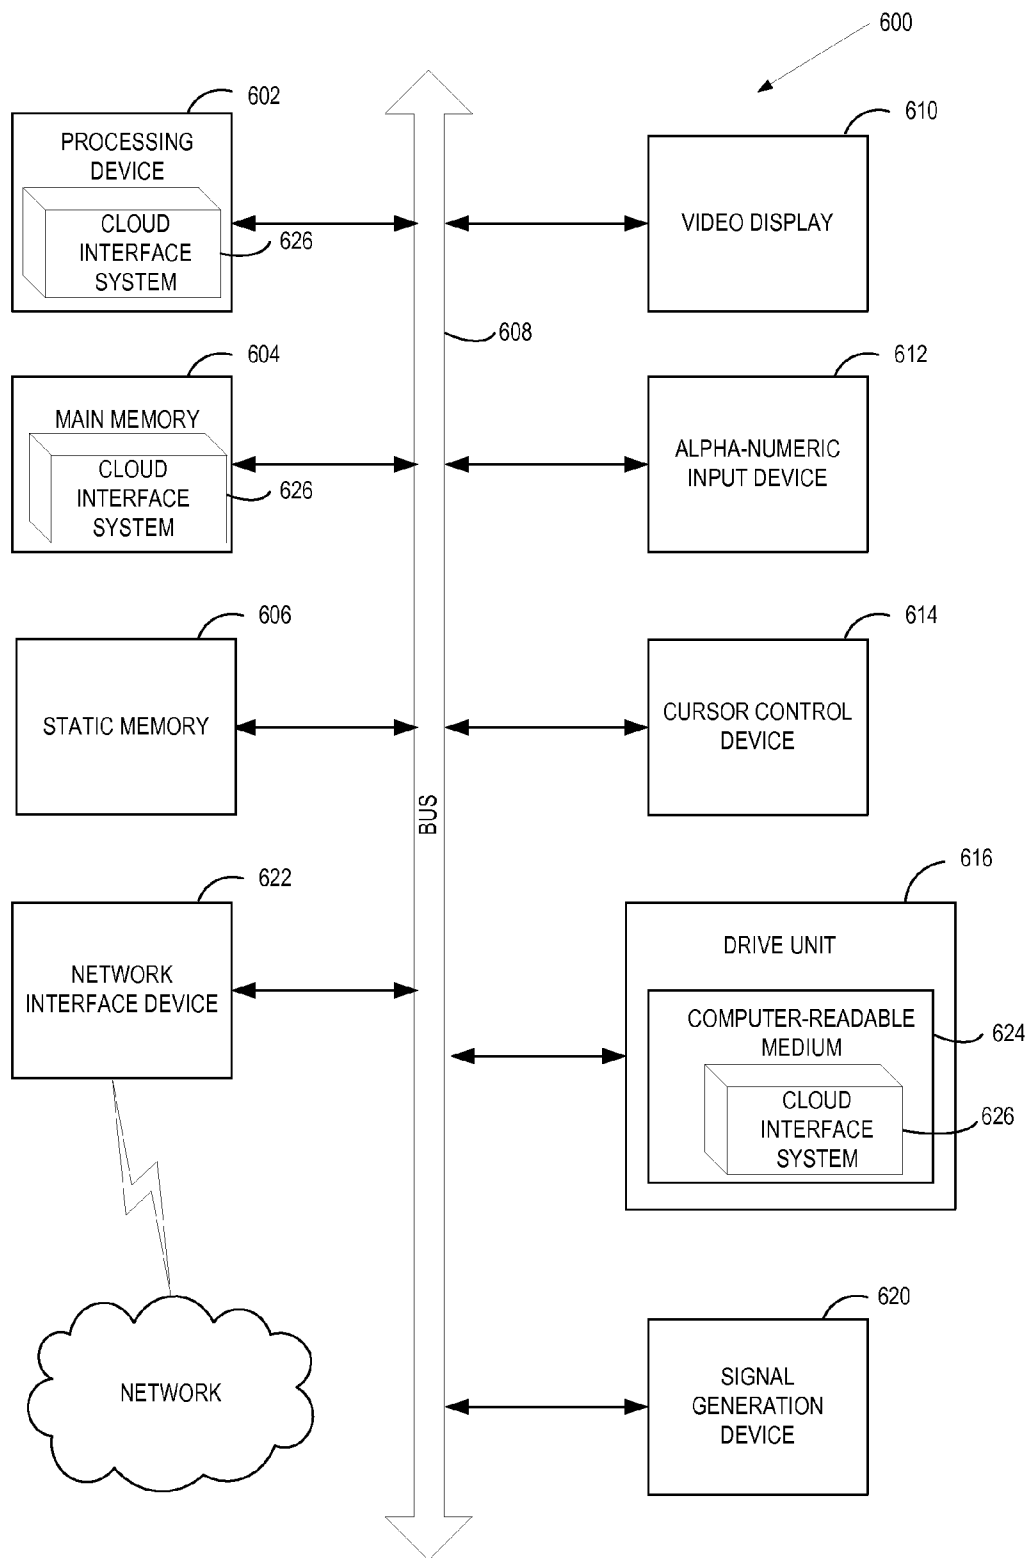 600
602
PROCESSING
DEVICE
CLOUD
INTERFACE
SYSTEM
626
610
VIDEO DISPLAY
608
604
MAIN MEMORY
CLOUD
INTERFACE
SYSTEM
626
612
ALPHA-NUMERIC
INPUT DEVICE
606
STATIC MEMORY
614
CURSOR CONTROL
DEVICE
BUS
622
NETWORK
INTERFACE DEVICE
616
DRIVE UNIT
COMPUTER-READABLE
MEDIUM
624
CLOUD
INTERFACE
SYSTEM
626
NETWORK
620
SIGNAL
GENERATION
DEVICE